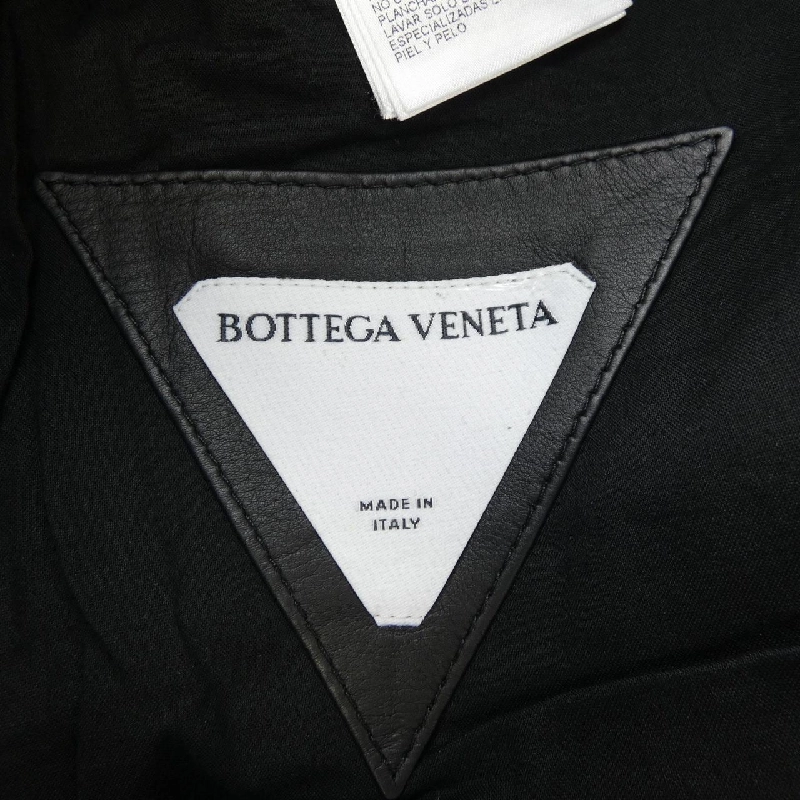 PLANCHA
LAVAR SOLO
ESPECIALIZADAS
PIEL Y PELO
BOTTEGA VENETA
MADE IN
ITALY